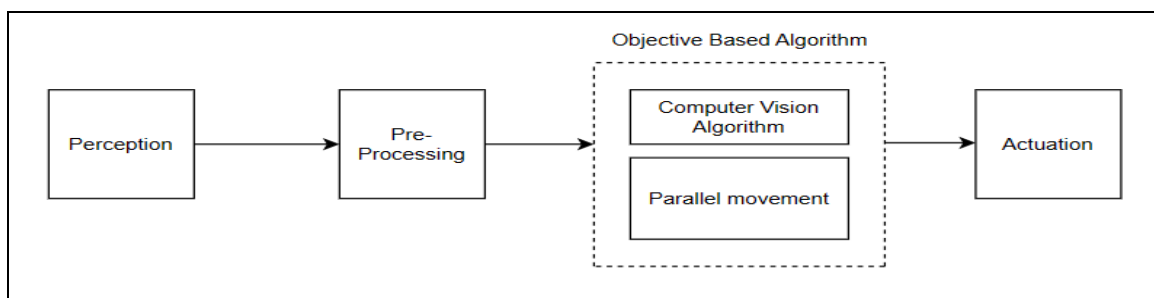 Objective Based Algorithm
Perception
Pre-
Processing
Computer Vision
Algorithm
Parallel movement
Actuation